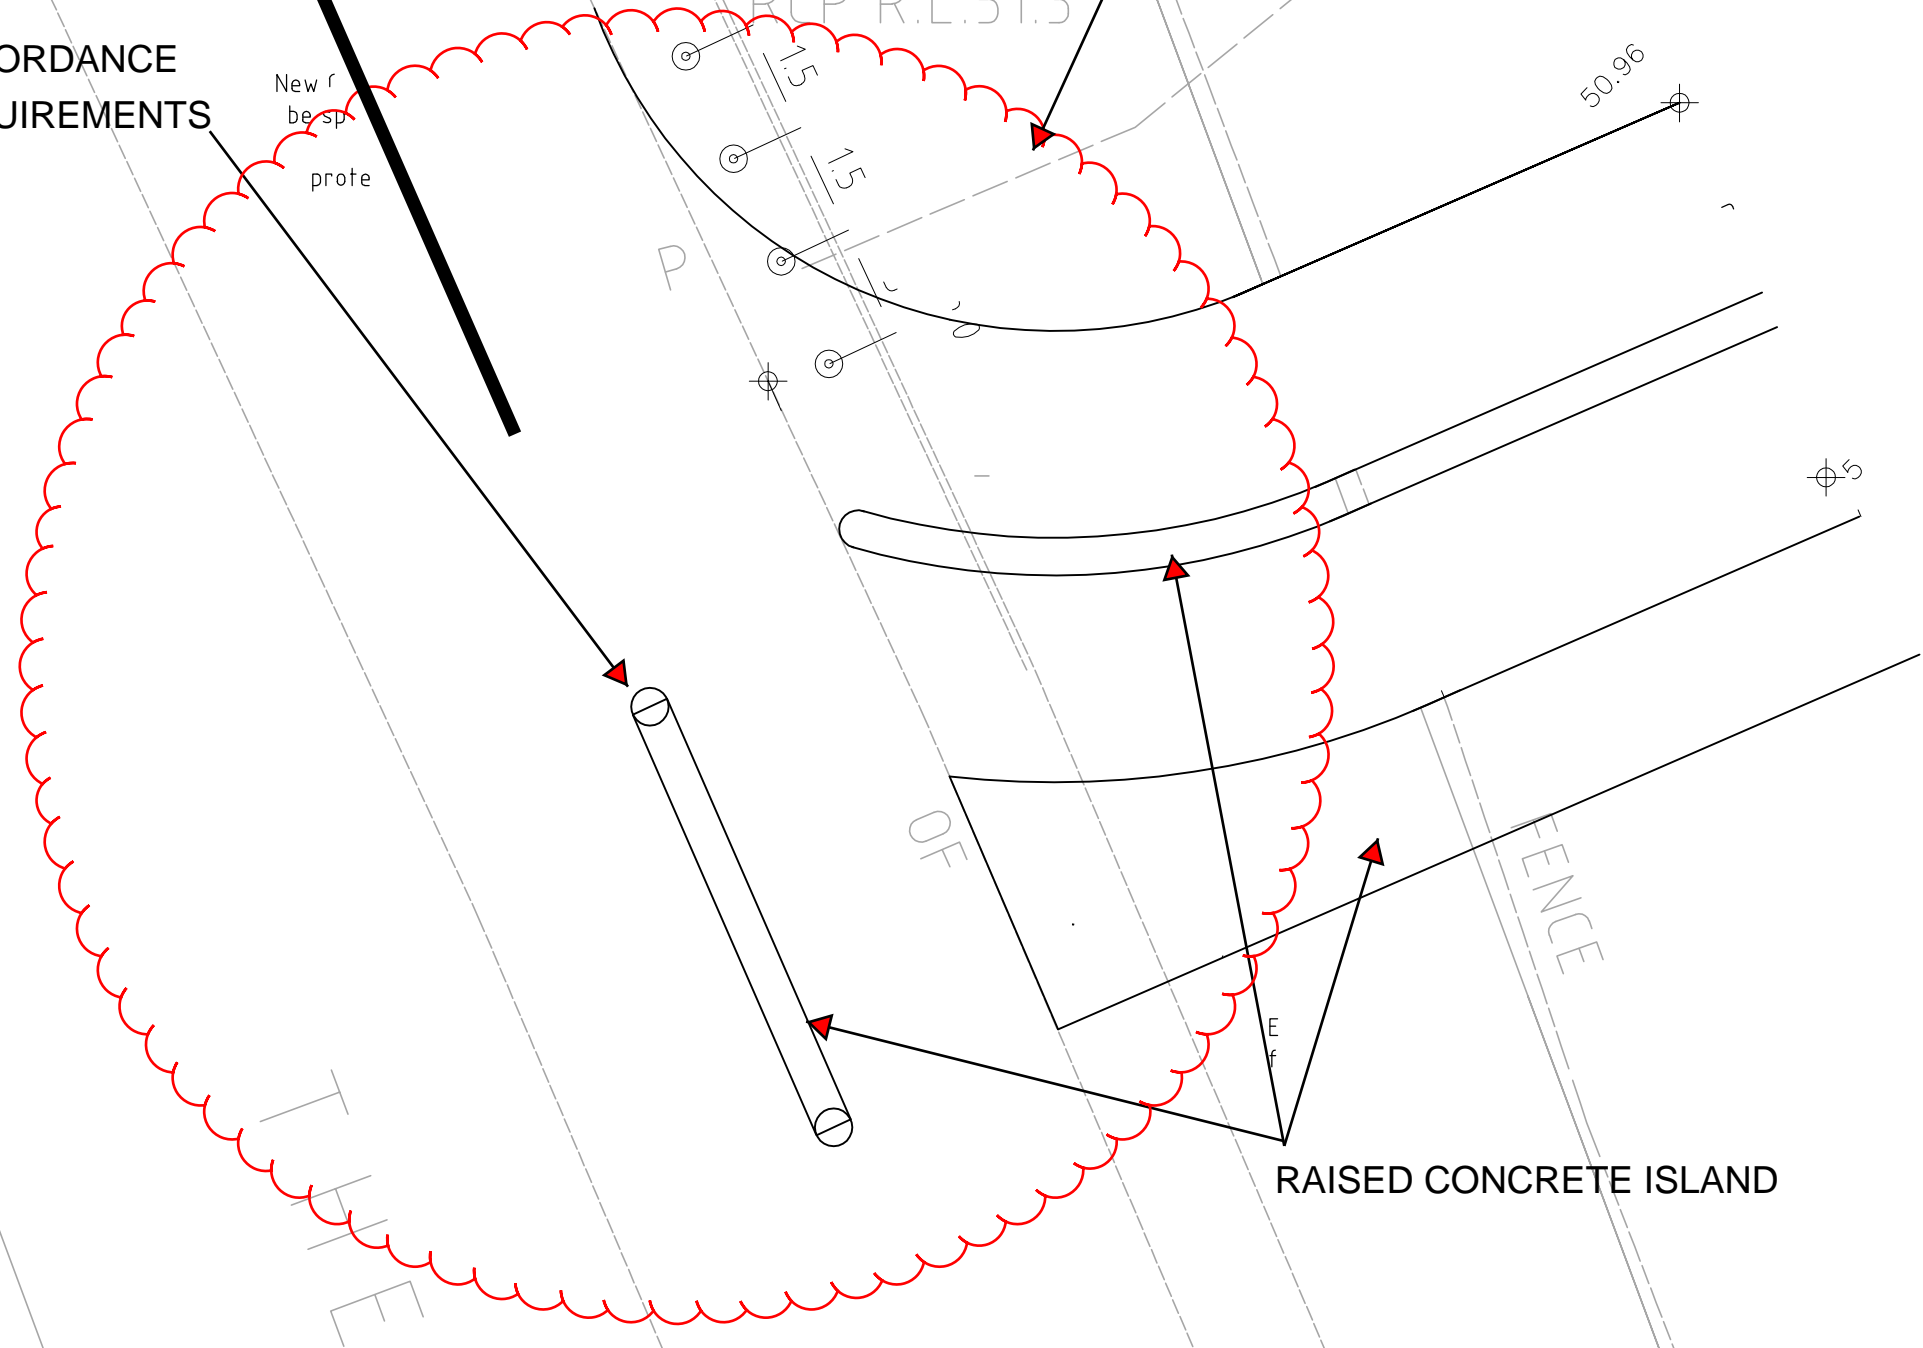 ORDANCE
UIREMENTS
New
be sp
prote
1.5
1.5
50.96
P
5
OF
FENCE
E
f
THE
RAISED CONCRETE ISLAND